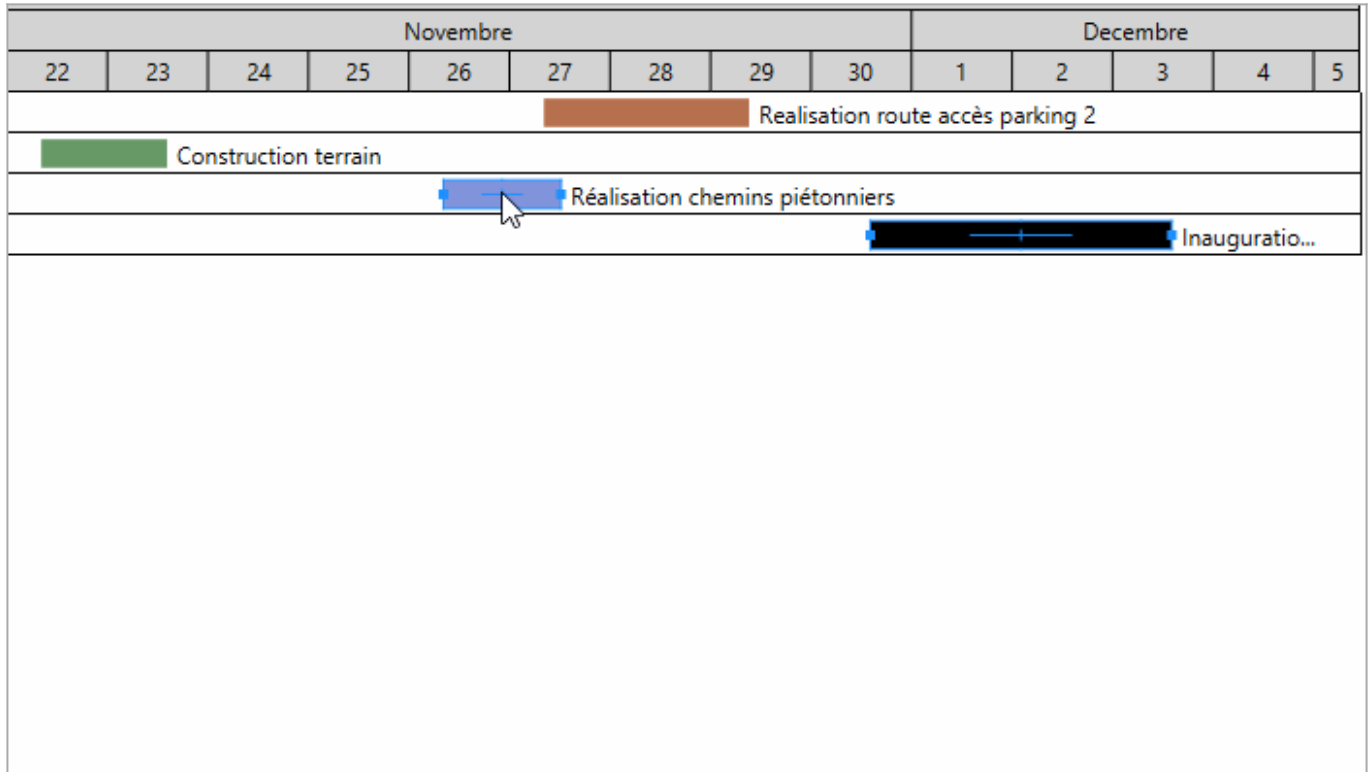 Novembre Decembre
22 23 24 25 26 27 28 29 30 1 2 3 4 5
Realisation route accès parking 2
Construction terrain
Réalisation chemins piétonniers
Inauguratio...